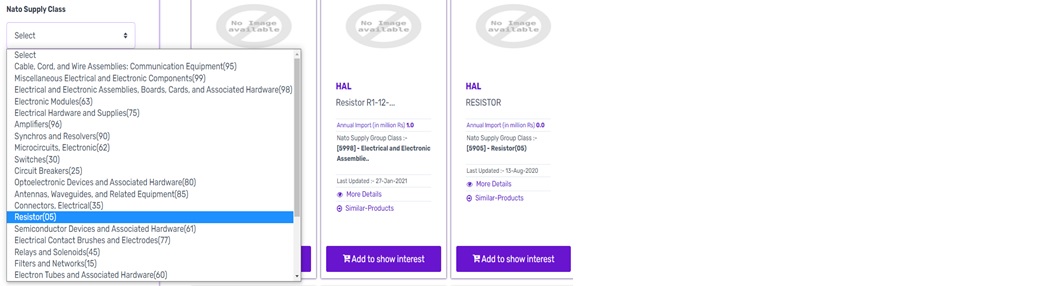 Nato Supply Class
Select
Select
Cable, Cord, and Wire Assemblies: Communication Equipment(95)
Miscellaneous Electrical and Electronic Components(99)
Electrical and Electronic Assemblies, Boards, Cards, and Associated Hardware(98)
Electronic Modules(63)
Electrical Hardware and Supplies(75)
Amplifiers(96)
Synchros and Resolvers(90)
Microcircuits, Electronic(62)
Switches(30)
Circuit Breakers(25)
Optoelectronic Devices and Associated Hardware(80)
Antennas, Waveguides, and Related Equipment(85)
Connectors, Electrical(35)
Resistor(05)
Semiconductor Devices and Associated Hardware(61)
Electrical Contact Brushes and Electrodes(77)
Relays and Solenoids(45)
Filters and Networks(15)
Electron Tubes and Associated Hardware(60)
No Image
available
No Image
available
HAL
Resistor R1-12-...
Annual Import (in million Rs) 1.0
Nato Supply Group Class :-
[5998] - Electrical and Electronic
Assemblie..
Last Updated :- 27-Jan-2021
More Details
Similar-Products
Add to show interest
No Image
available
HAL
RESISTOR
Annual Import (in million Rs) 0.0
Nato Supply Group Class :-
[5905] - Resistor(05)
Last Updated :- 13-Aug-2020
More Details
Similar-Products
Add to show interest